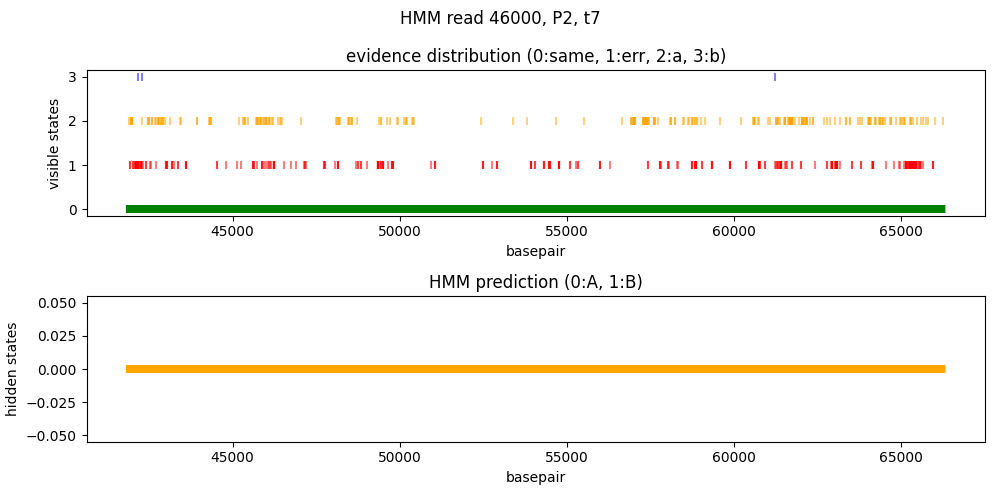 HMM read 46000, P2, t7
evidence distribution (0:same, 1:err, 2:a, 3:b)
visible states
3
2
1
0
45000 50000 55000 60000 65000
basepair
HMM prediction (0:A, 1:B)
hidden states
0.050
0.025
0.000
−0.025
−0.050
45000 50000 55000 60000 65000
basepair